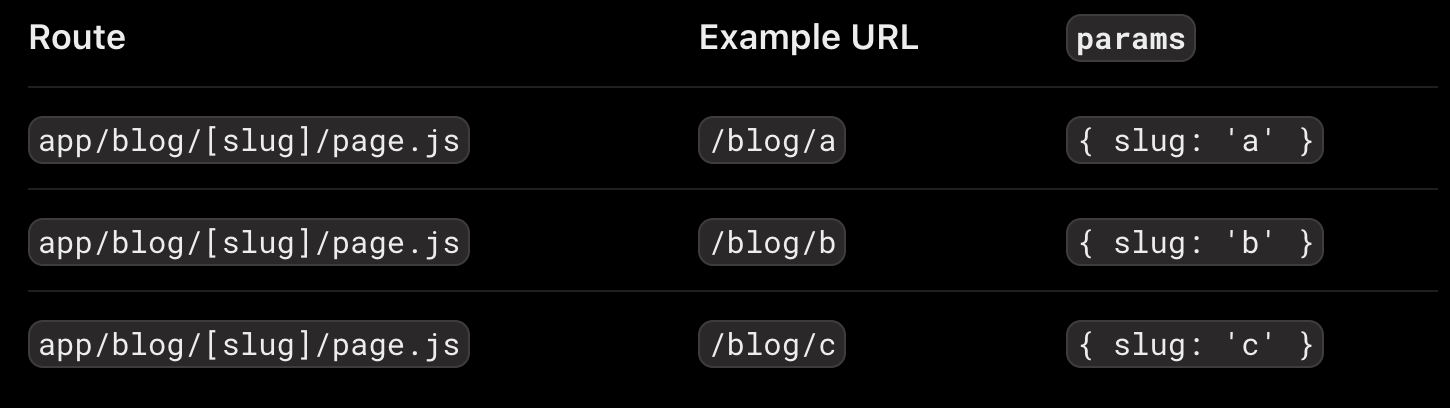 Route Example URL params
app/blog/[slug]/page.js /blog/a { slug: 'a' }
app/blog/[slug]/page.js /blog/b { slug: 'b' }
app/blog/[slug]/page.js /blog/c { slug: 'c' }